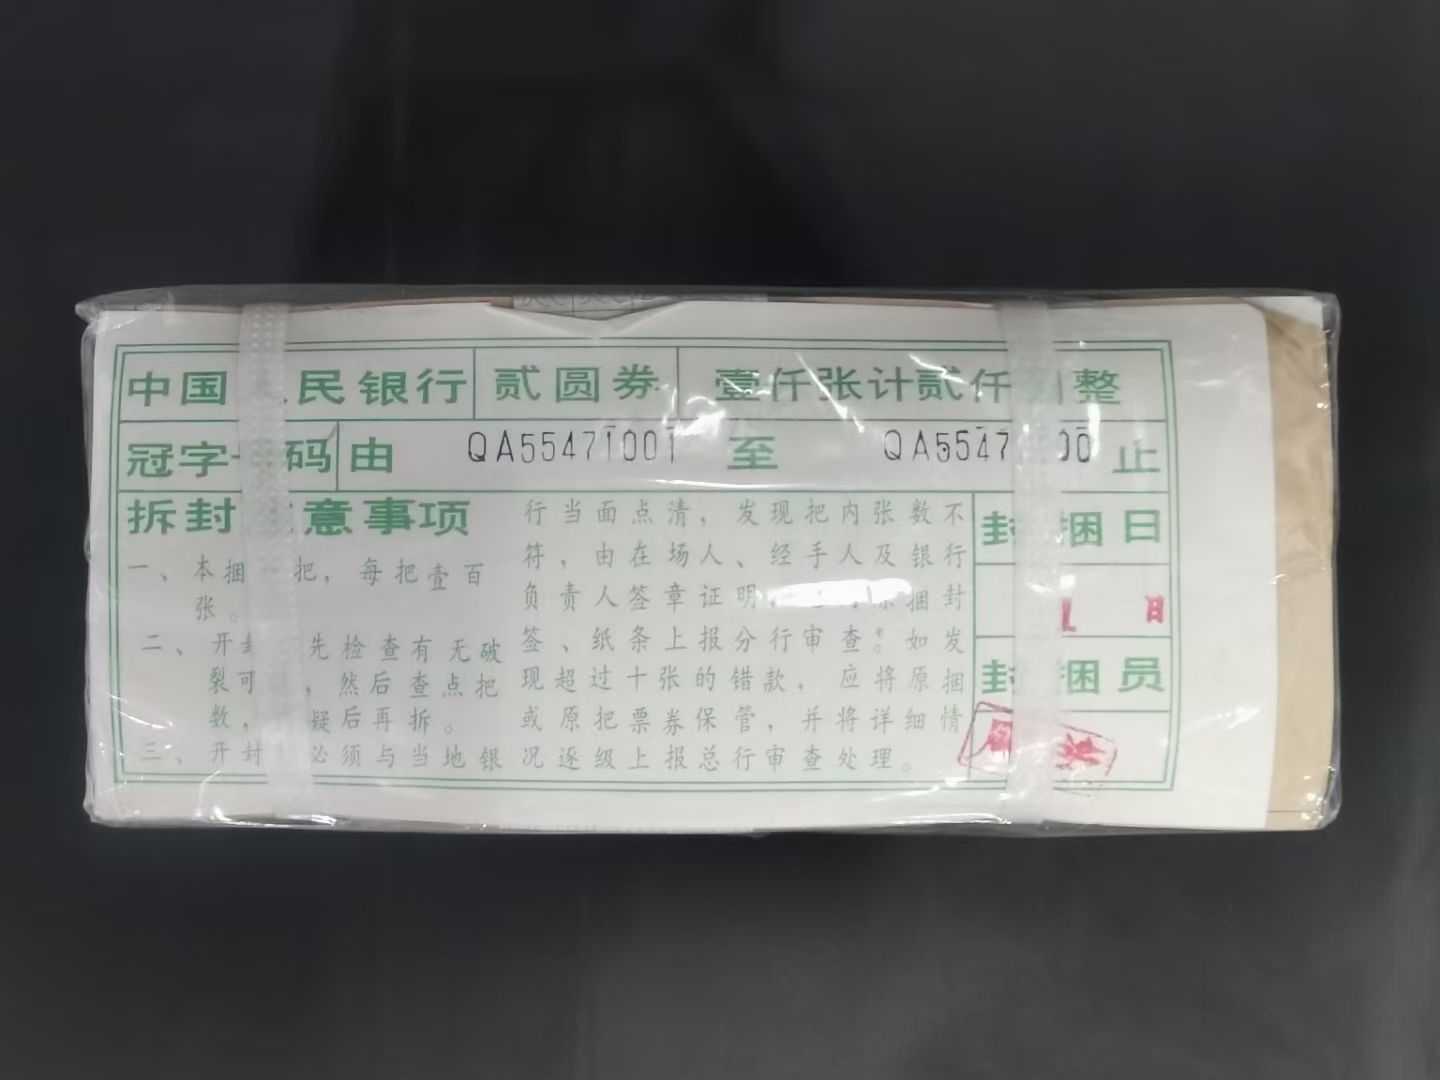 中国 民银行 贰圆券 壹仟张计贰仟 整
冠字 码 由 QA55471001 至 QA5547 00 止
拆封 意事项
一、本捆 把，每把壹百
张。
二、开封 先检查有无破
裂可 ，然后查点把
数， 疑后再拆。
三、开封 必须与当地银
行当面点清，发现把内张数不
符，由在场人、经手人及银行
负责人签章证明， 原捆封
签、纸条上报分行审查。如发
现超过十张的错款，应将原捆
或原把票券保管，并将详细情
况逐级上报总行审查处理。
封捆日
日
封捆员